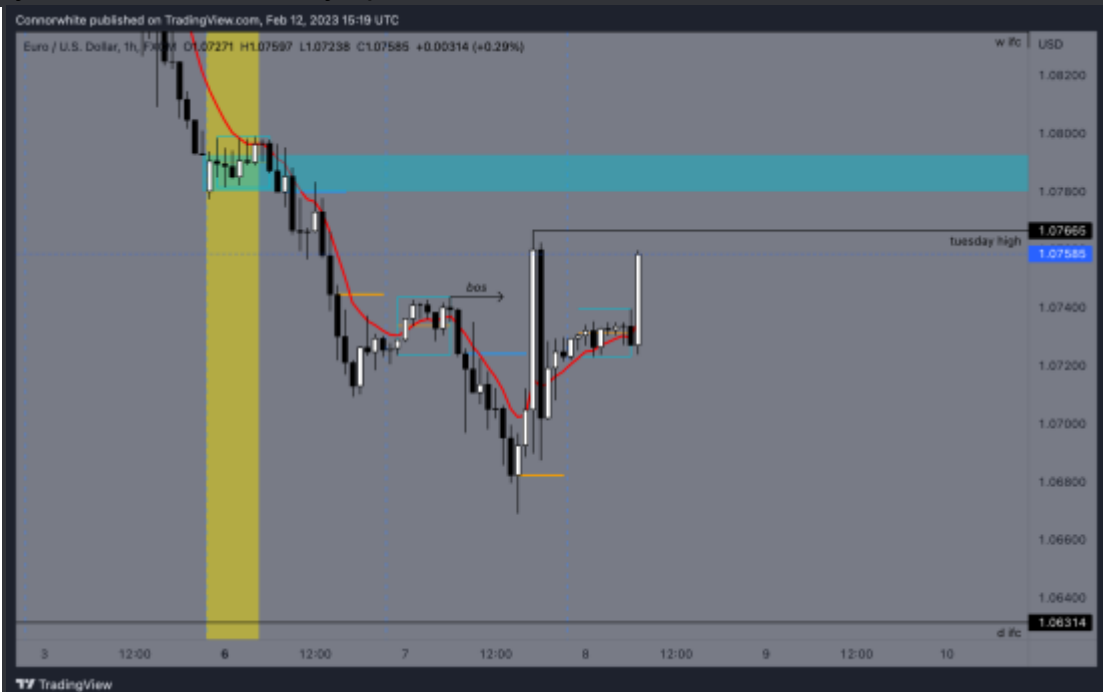 Connorwhite published on TradingView.com, Feb 12, 2023 15:19 UTC
Euro / U.S. Dollar, 1h, FXCM O1.07271 H1.07597 L1.07238 C1.07585 +0.00314 (+0.29%)
w ifc
USD
1.08200
1.08000
1.07800
1.07665
tuesday high
1.07585
bos
1.07400
1.07200
1.07000
1.06800
1.06600
1.06400
1.06314
d ifc
3 12:00 6 12:00 7 12:00 8 12:00 9 12:00 10
TradingView